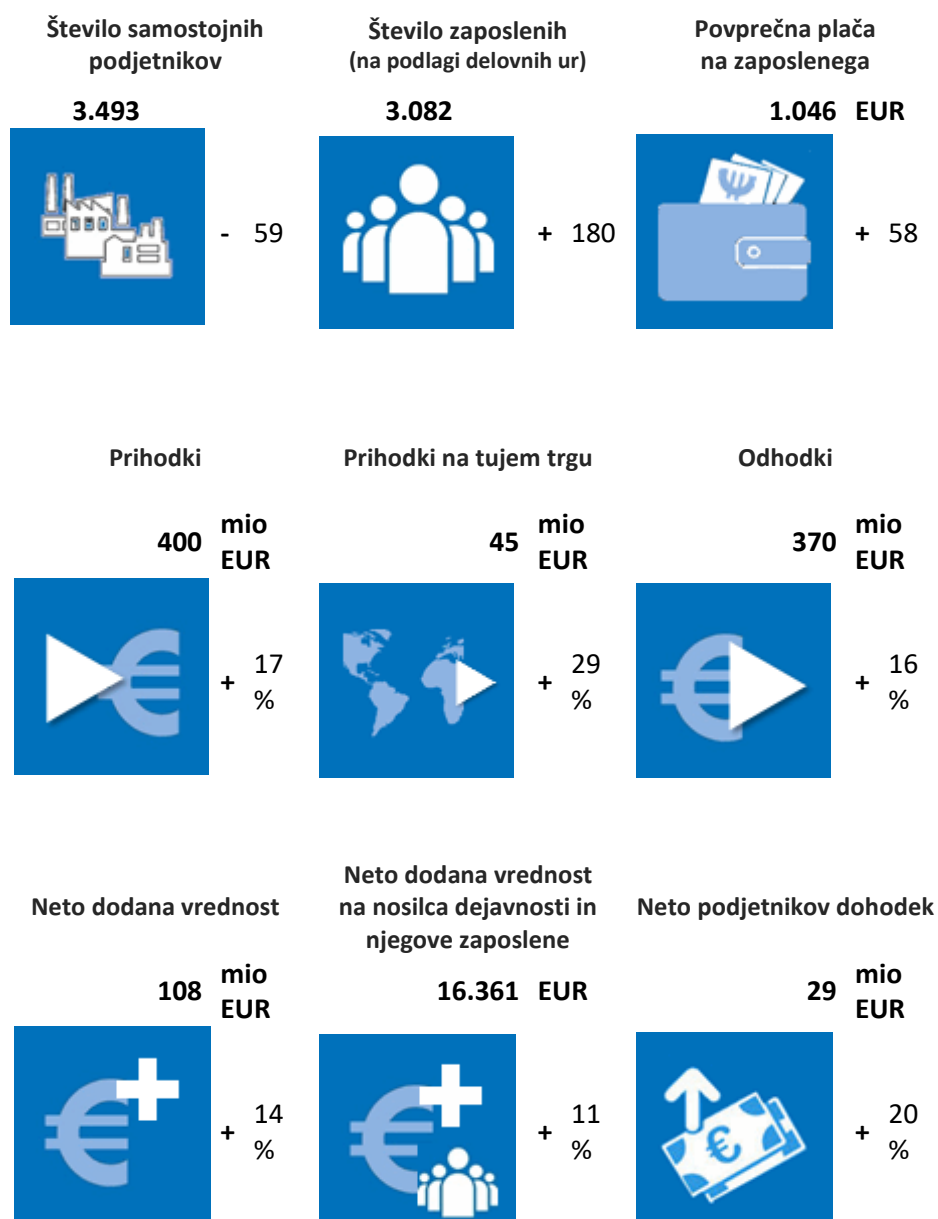 Število samostojnih
podjetnikov
3.493
- 59
Število zaposlenih
(na podlagi delovnih ur)
3.082
+ 180
Povprečna plača
na zaposlenega
1.046 EUR
+ 58
Prihodki
400 mio
EUR
+ 17
%
Prihodki na tujem trgu
45 mio
EUR
+ 29
%
Odhodki
370 mio
EUR
+ 16
%
Neto dodana vrednost
108 mio
EUR
+ 14
%
Neto dodana vrednost
na nosilca dejavnosti in
njegove zaposlene
16.361 EUR
+ 11
%
Neto podjetnikov dohodek
29 mio
EUR
+ 20
%